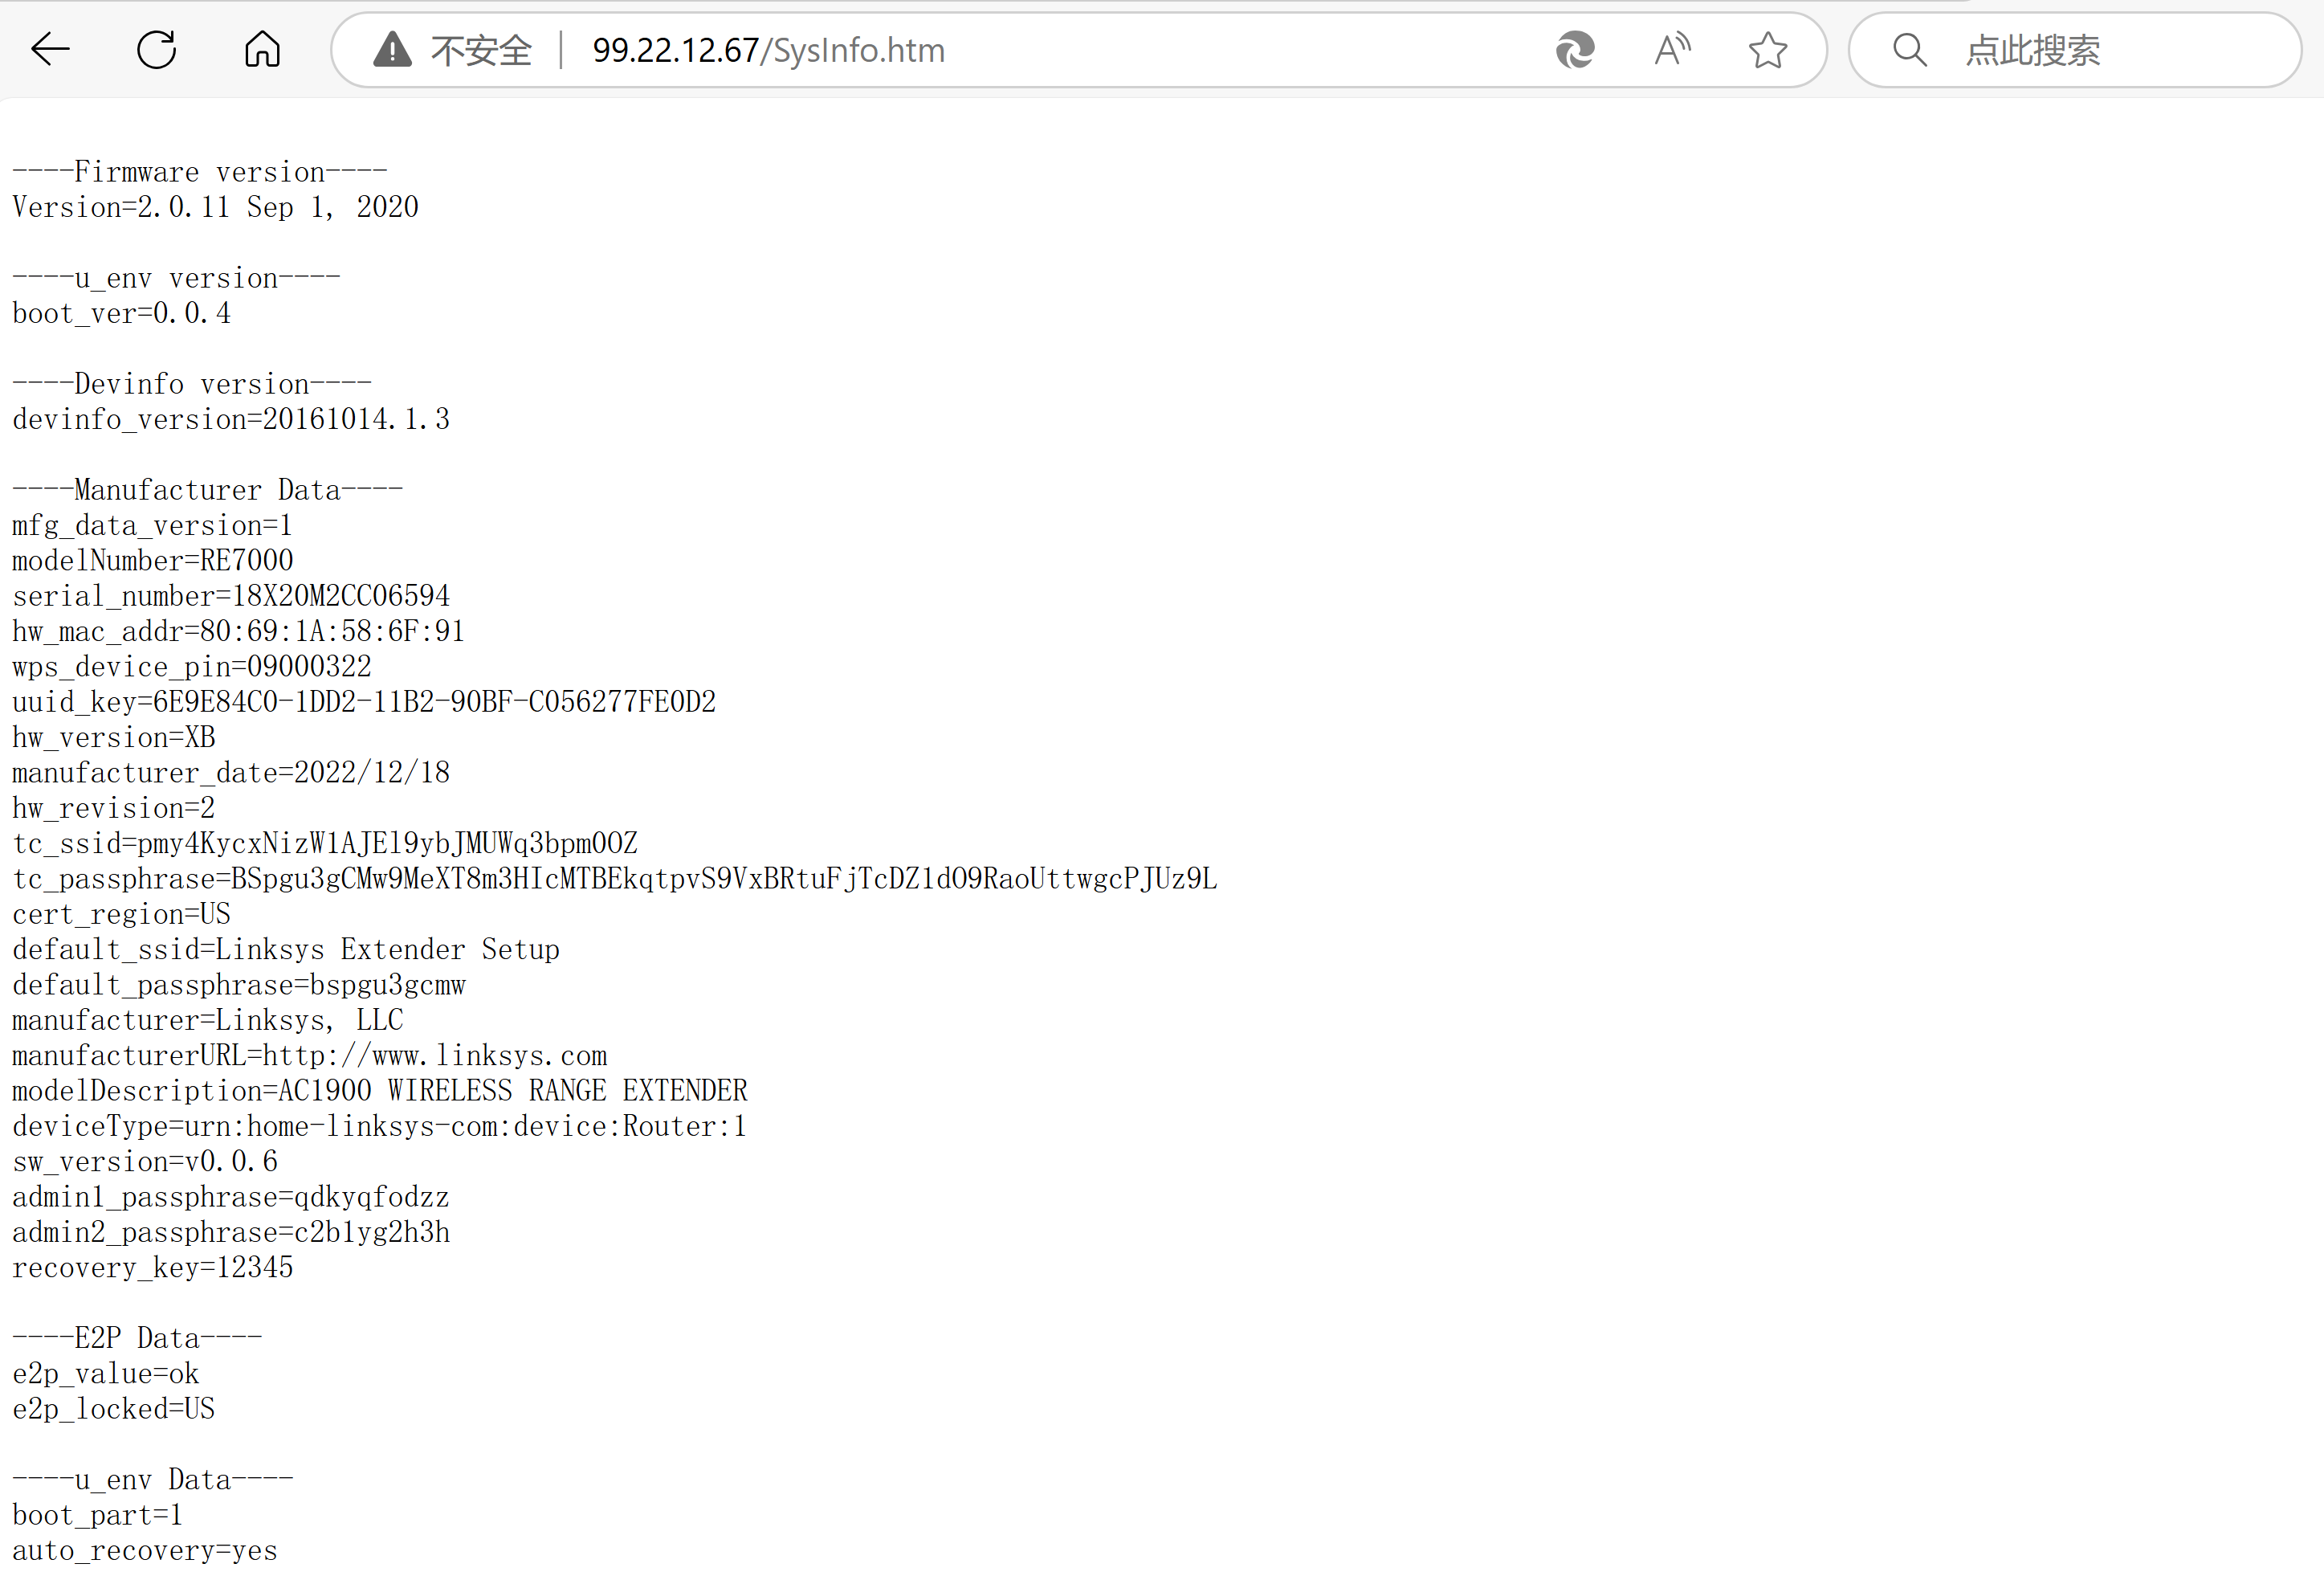 不安全 | 99.22.12.67/SysInfo.htm
点此搜索
----Firmware version----
Version=2.0.11 Sep 1, 2020
----u_env version----
boot_ver=0.0.4
----Devinfo version----
devinfo_version=20161014.1.3
----Manufacturer Data----
mfg_data_version=1
modelNumber=RE7000
serial_number=18X20M2CC06594
hw_mac_addr=80:69:1A:58:6F:91
wps_device_pin=09000322
uuid_key=6E9E84C0-1DD2-11B2-90BF-C056277FE0D2
hw_version=XB
manufacturer_date=2022/12/18
hw_revision=2
tc_ssid=pmy4KycxNizW1AJEl9ybJMUWq3bpm0OZ
tc_passphrase=BSpgu3gCMw9MeXT8m3HIcMTBEkqtpvS9VxBRtuFjTcDZ1dO9RaoUttwgcPJUz9L
cert_region=US
default_ssid=Linksys Extender Setup
default_passphrase=bspgu3gcmw
manufacturer=Linksys, LLC
manufacturerURL=http://www.linksys.com
modelDescription=AC1900 WIRELESS RANGE EXTENDER
deviceType=urn:home-linksys-com:device:Router:1
sw_version=v0.0.6
admin1_passphrase=qdkyqfodzz
admin2_passphrase=c2b1yg2h3h
recovery_key=12345
----E2P Data----
e2p_value=ok
e2p_locked=US
----u_env Data----
boot_part=1
auto_recovery=yes